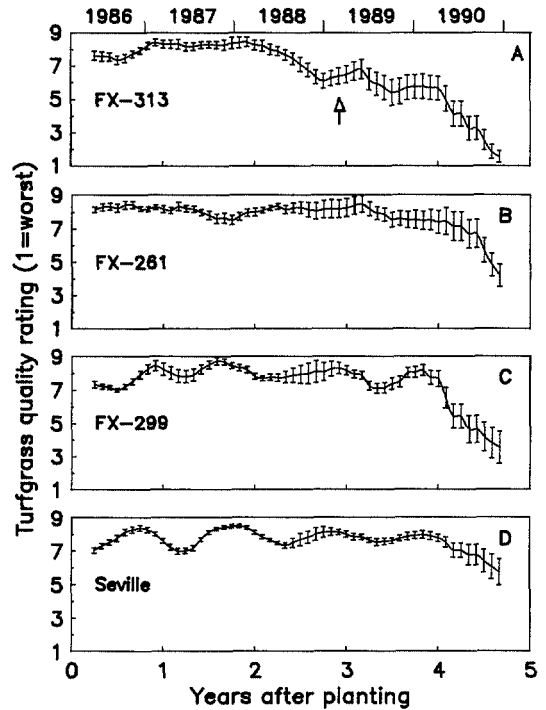 1986 1987 1988 1989 1990
9
7
5
3
1
A
FX-313
9
7
5
3
1
B
FX-261
9
7
5
3
1
C
FX-299
9
7
5
3
1
D
Seville
0 1 2 3 4 5
Years after planting
Turfgrass quality rating (1=worst)